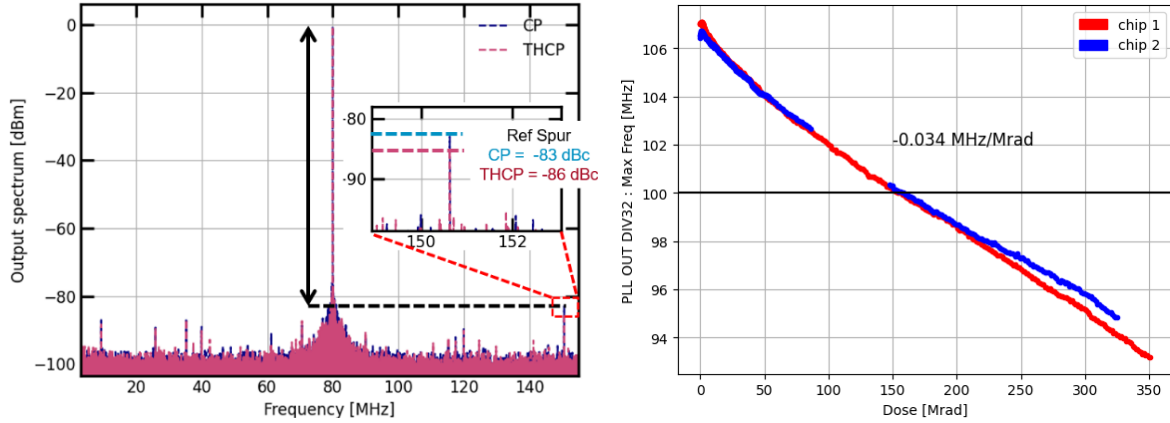 CP
THCP
Output spectrum [dBm]
0
−20
−40
−60
−80
−100
-80
-90
Ref Spur
CP = -83 dBc
THCP = -86 dBc
150
152
20
40
60
80
100
120
140
Frequency [MHz]
chip 1
chip 2
PLL OUT DIV32 : Max Freq [MHz]
106
104
102
100
98
96
94
-0.034 MHz/Mrad
0
50
100
150
200
250
300
350
Dose [Mrad]